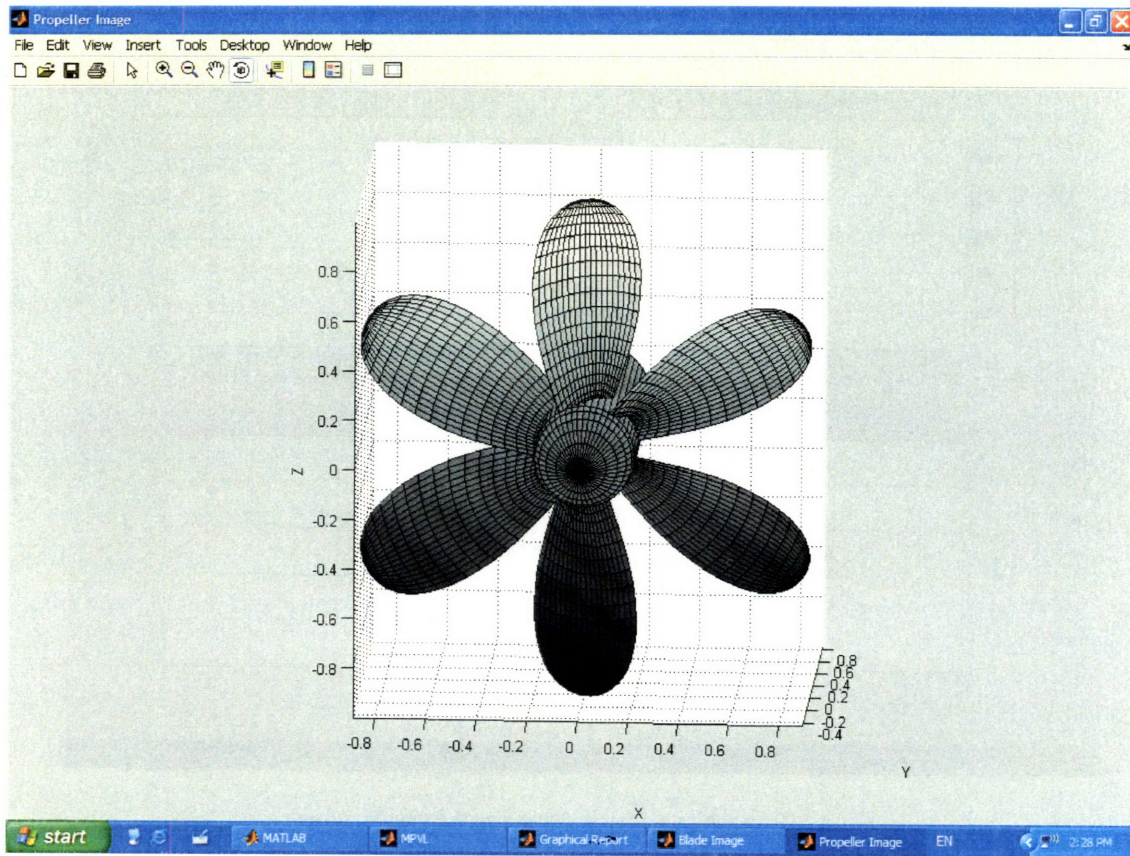 Propeller Image
File Edit View Insert Tools Desktop Window Help
0.8
0.6
0.4
0.2
0
-0.2
-0.4
-0.6
-0.8
Z
0.8
0.6
0.4
0.2
0
-0.2
-0.4
-0.8 -0.6 -0.4 -0.2 0 0.2 0.4 0.6 0.8
Y
X
start MATLAB MPVL Graphical Report Blade Image Propeller Image EN 2:28 PM